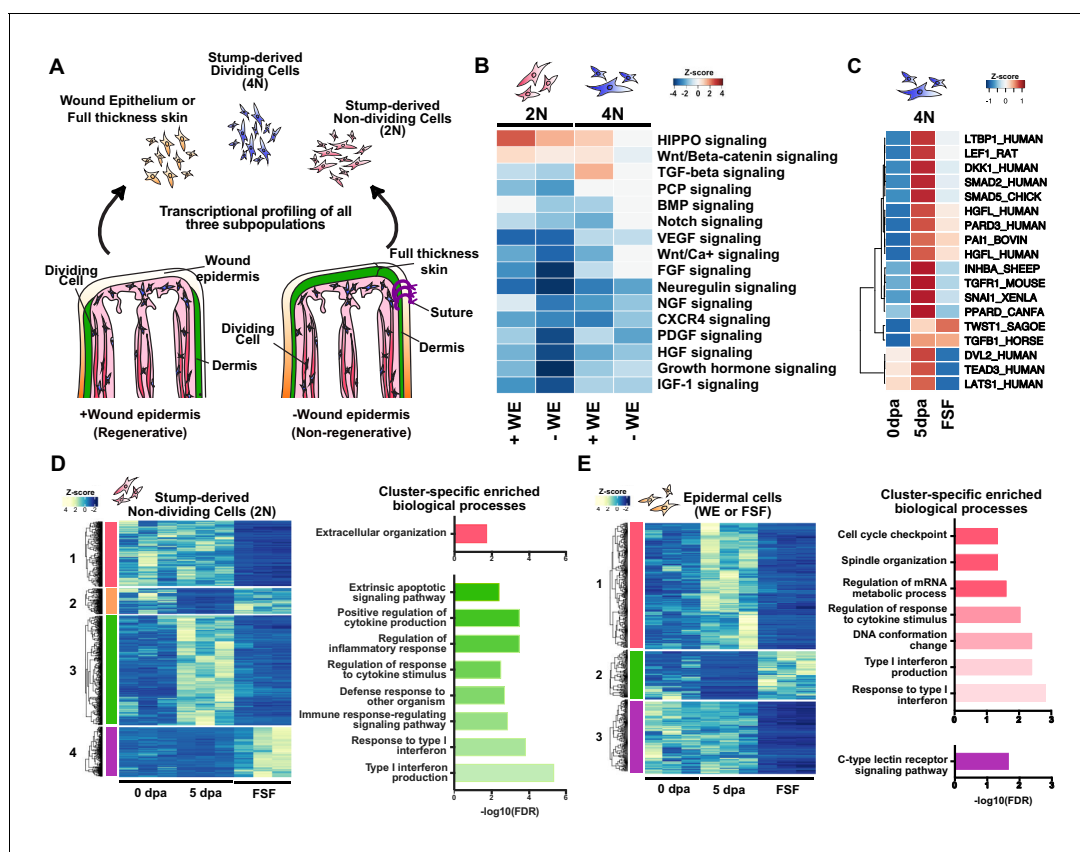 A
Stump-derived
Dividing Cells
(4N)
Wound Epithelium or
Full thickness skin
Stump-derived
Non-dividing Cells
(2N)
Transcriptional profiling of all
three subpopulations
Dividing
Cell
Wound
epidermis
Full thickness
skin
Suture
Dividing
Cell
Dermis
Dermis
+Wound epidermis
(Regenerative)
-Wound epidermis
(Non-regenerative)
B
Z-score
-4 -2 0 2 4
2N
4N
HIPPO signaling
Wnt/Beta-catenin signaling
TGF-beta signaling
PCP signaling
BMP signaling
Notch signaling
VEGF signaling
Wnt/Ca+ signaling
FGF signaling
Neuregulin signaling
NGF signaling
CXCR4 signaling
PDGF signaling
HGF signaling
Growth hormone signaling
IGF-1 signaling
+ WE
- WE
+ WE
- WE
C
Z-score
-1 0 1
4N
LTBP1_HUMAN
LEF1_RAT
DKK1_HUMAN
SMAD2_HUMAN
SMAD5_CHICK
HGFL_HUMAN
PARD3_HUMAN
PAI1_BOVIN
HGFL_HUMAN
INHBA_SHEEP
TGFR1_MOUSE
SNAI1_XENLA
PPARD_CANFA
TWST1_SAGOE
TGFB1_HORSE
DVL2_HUMAN
TEAD3_HUMAN
LATS1_HUMAN
0dpa
5dpa
FSF
D
Z-score
4 2 0 -2
Stump-derived
Non-dividing Cells (2N)
1
2
3
4
0 dpa
5 dpa
FSF
Cluster-specific enriched
biological processes
Extracellular organization
Extrinsic apoptotic
signaling pathway
Positive regulation of
cytokine production
Regulation of
inflammatory response
Regulation of response
to cytokine stimulus
Defense response to
other organism
Immune response-regulating
signaling pathway
Response to type I
interferon
Type I interferon
production
0 2 4 6
-log10(FDR)
E
Z-score
4 2 0 -2
Epidermal cells
(WE or FSF)
1
2
3
0 dpa
5 dpa
FSF
Cluster-specific enriched
biological processes
Cell cycle checkpoint
Spindle organization
Regulation of mRNA
metabolic process
Regulation of response
to cytokine stimulus
DNA conformation
change
Type I interferon
production
Response to type I
interferon
0 1 2 3
C-type lectin receptor
signaling pathway
0 1 2 3
-log10(FDR)